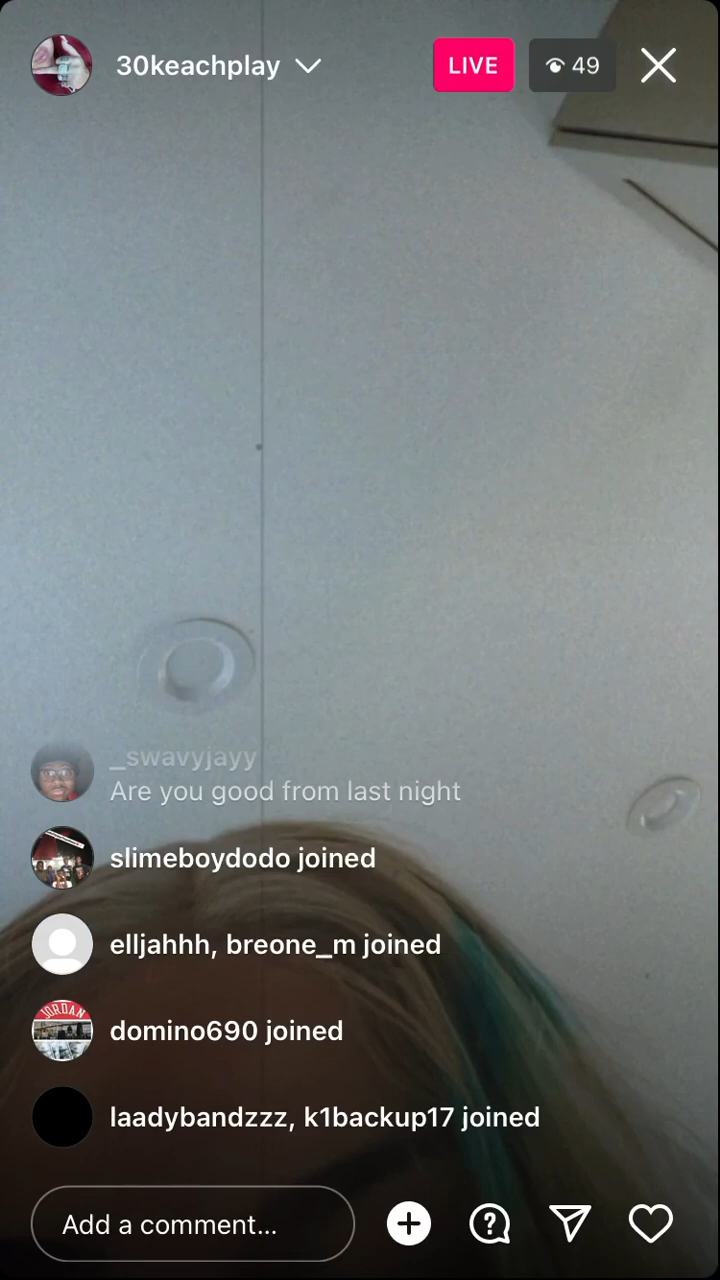 30keachplay
LIVE
49
_swavyjayy
Are you good from last night
slimeboydodo joined
elljahhh, breone_m joined
JORDAN
domino690 joined
laadybandzzz, k1backup17 joined
Add a comment...